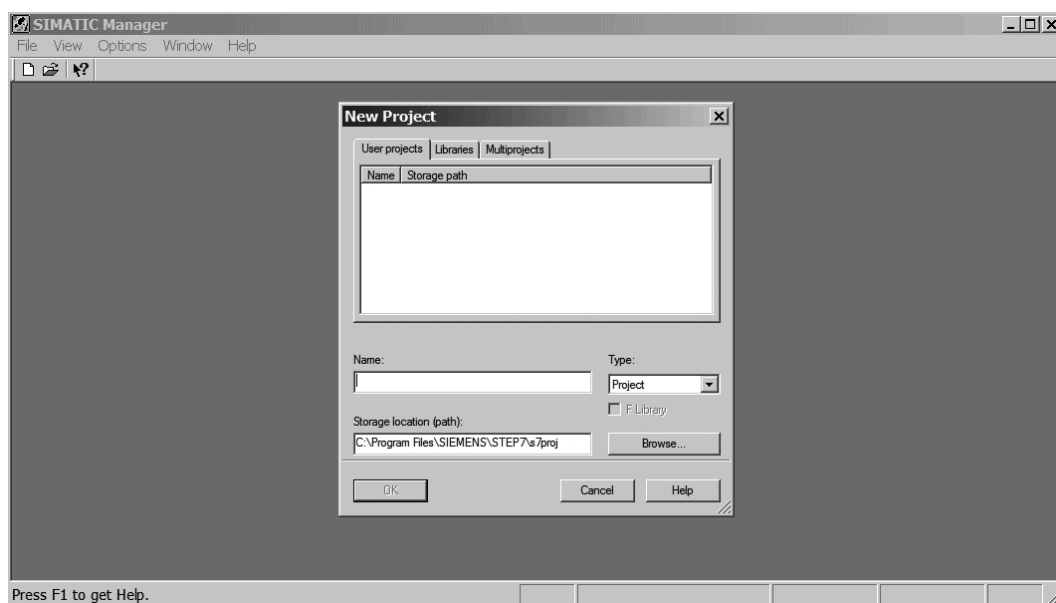 SIMATIC Manager
File View Options Window Help
New Project
User projects Libraries Multiprojects
Name Storage path
Name:
Type:
Project
F Library
Storage location (path):
C:\Program Files\SIEMENS\STEP7\s7proj
Browse...
OK Cancel Help
Press F1 to get Help.